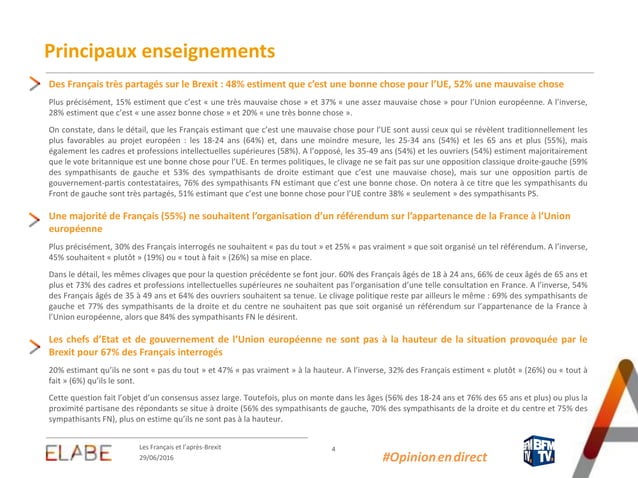 Principaux enseignements
Des Français très partagés sur le Brexit : 48% estiment que c’est une bonne chose pour l’UE, 52% une mauvaise chose
Plus précisément, 15% estiment que c’est « une très mauvaise chose » et 37% « une assez mauvaise chose » pour l’Union européenne. A l’inverse,
28% estiment que c’est « une assez bonne chose » et 20% « une très bonne chose ».
On constate, dans le détail, que les Français estimant que c’est une mauvaise chose pour l’UE sont aussi ceux qui se révèlent traditionnellement les
plus favorables au projet européen : les 18-24 ans (64%) et, dans une moindre mesure, les 25-34 ans (54%) et les 65 ans et plus (55%), mais
également les cadres et professions intellectuelles supérieures (58%). A l’opposé, les 35-49 ans (54%) et les ouvriers (54%) estiment majoritairement
que le vote britannique est une bonne chose pour l’UE. En termes politiques, le clivage ne se fait pas sur une opposition classique droite-gauche (59%
des sympathisants de gauche et 53% des sympathisants de droite estimant que c’est une mauvaise chose), mais sur une opposition partis de
gouvernement-partis contestataires, 76% des sympathisants FN estimant que c’est une bonne chose. On notera à ce titre que les sympathisants du
Front de gauche sont très partagés, 51% estimant que c’est une bonne chose pour l’UE contre 38% « seulement » des sympathisants PS.
Une majorité de Français (55%) ne souhaitent l’organisation d’un référendum sur l’appartenance de la France à l’Union
européenne
Plus précisément, 30% des Français interrogés ne souhaitent « pas du tout » et 25% « pas vraiment » que soit organisé un tel référendum. A l’inverse,
45% souhaitent « plutôt » (19%) ou « tout à fait » (26%) sa mise en place.
Dans le détail, les mêmes clivages que pour la question précédente se font jour. 60% des Français âgés de 18 à 24 ans, 66% de ceux âgés de 65 ans et
plus et 73% des cadres et professions intellectuelles supérieures ne souhaitent pas l’organisation d’une telle consultation en France. A l’inverse, 54%
des Français âgés de 35 à 49 ans et 64% des ouvriers souhaitent sa tenue. Le clivage politique reste par ailleurs le même : 69% des sympathisants de
gauche et 77% des sympathisants de la droite et du centre ne souhaitent pas que soit organisé un référendum sur l’appartenance de la France à
l’Union européenne, alors que 84% des sympathisants FN le désirent.
Les chefs d’Etat et de gouvernement de l’Union européenne ne sont pas à la hauteur de la situation provoquée par le
Brexit pour 67% des Français interrogés
20% estimant qu’ils ne sont « pas du tout » et 47% « pas vraiment » à la hauteur. A l’inverse, 32% des Français estiment « plutôt » (26%) ou « tout à
fait » (6%) qu’ils le sont.
Cette question fait l’objet d’un consensus assez large. Toutefois, plus on monte dans les âges (56% des 18-24 ans et 76% des 65 ans et plus) ou plus la
proximité partisane des répondants se situe à droite (56% des sympathisants de gauche, 70% des sympathisants de la droite et du centre et 75% des
sympathisants FN), plus on estime qu’ils ne sont pas à la hauteur.
ELABE
Les Français et l’après-Brexit
29/06/2016
4
#Opinionendirect
BFM
TV.